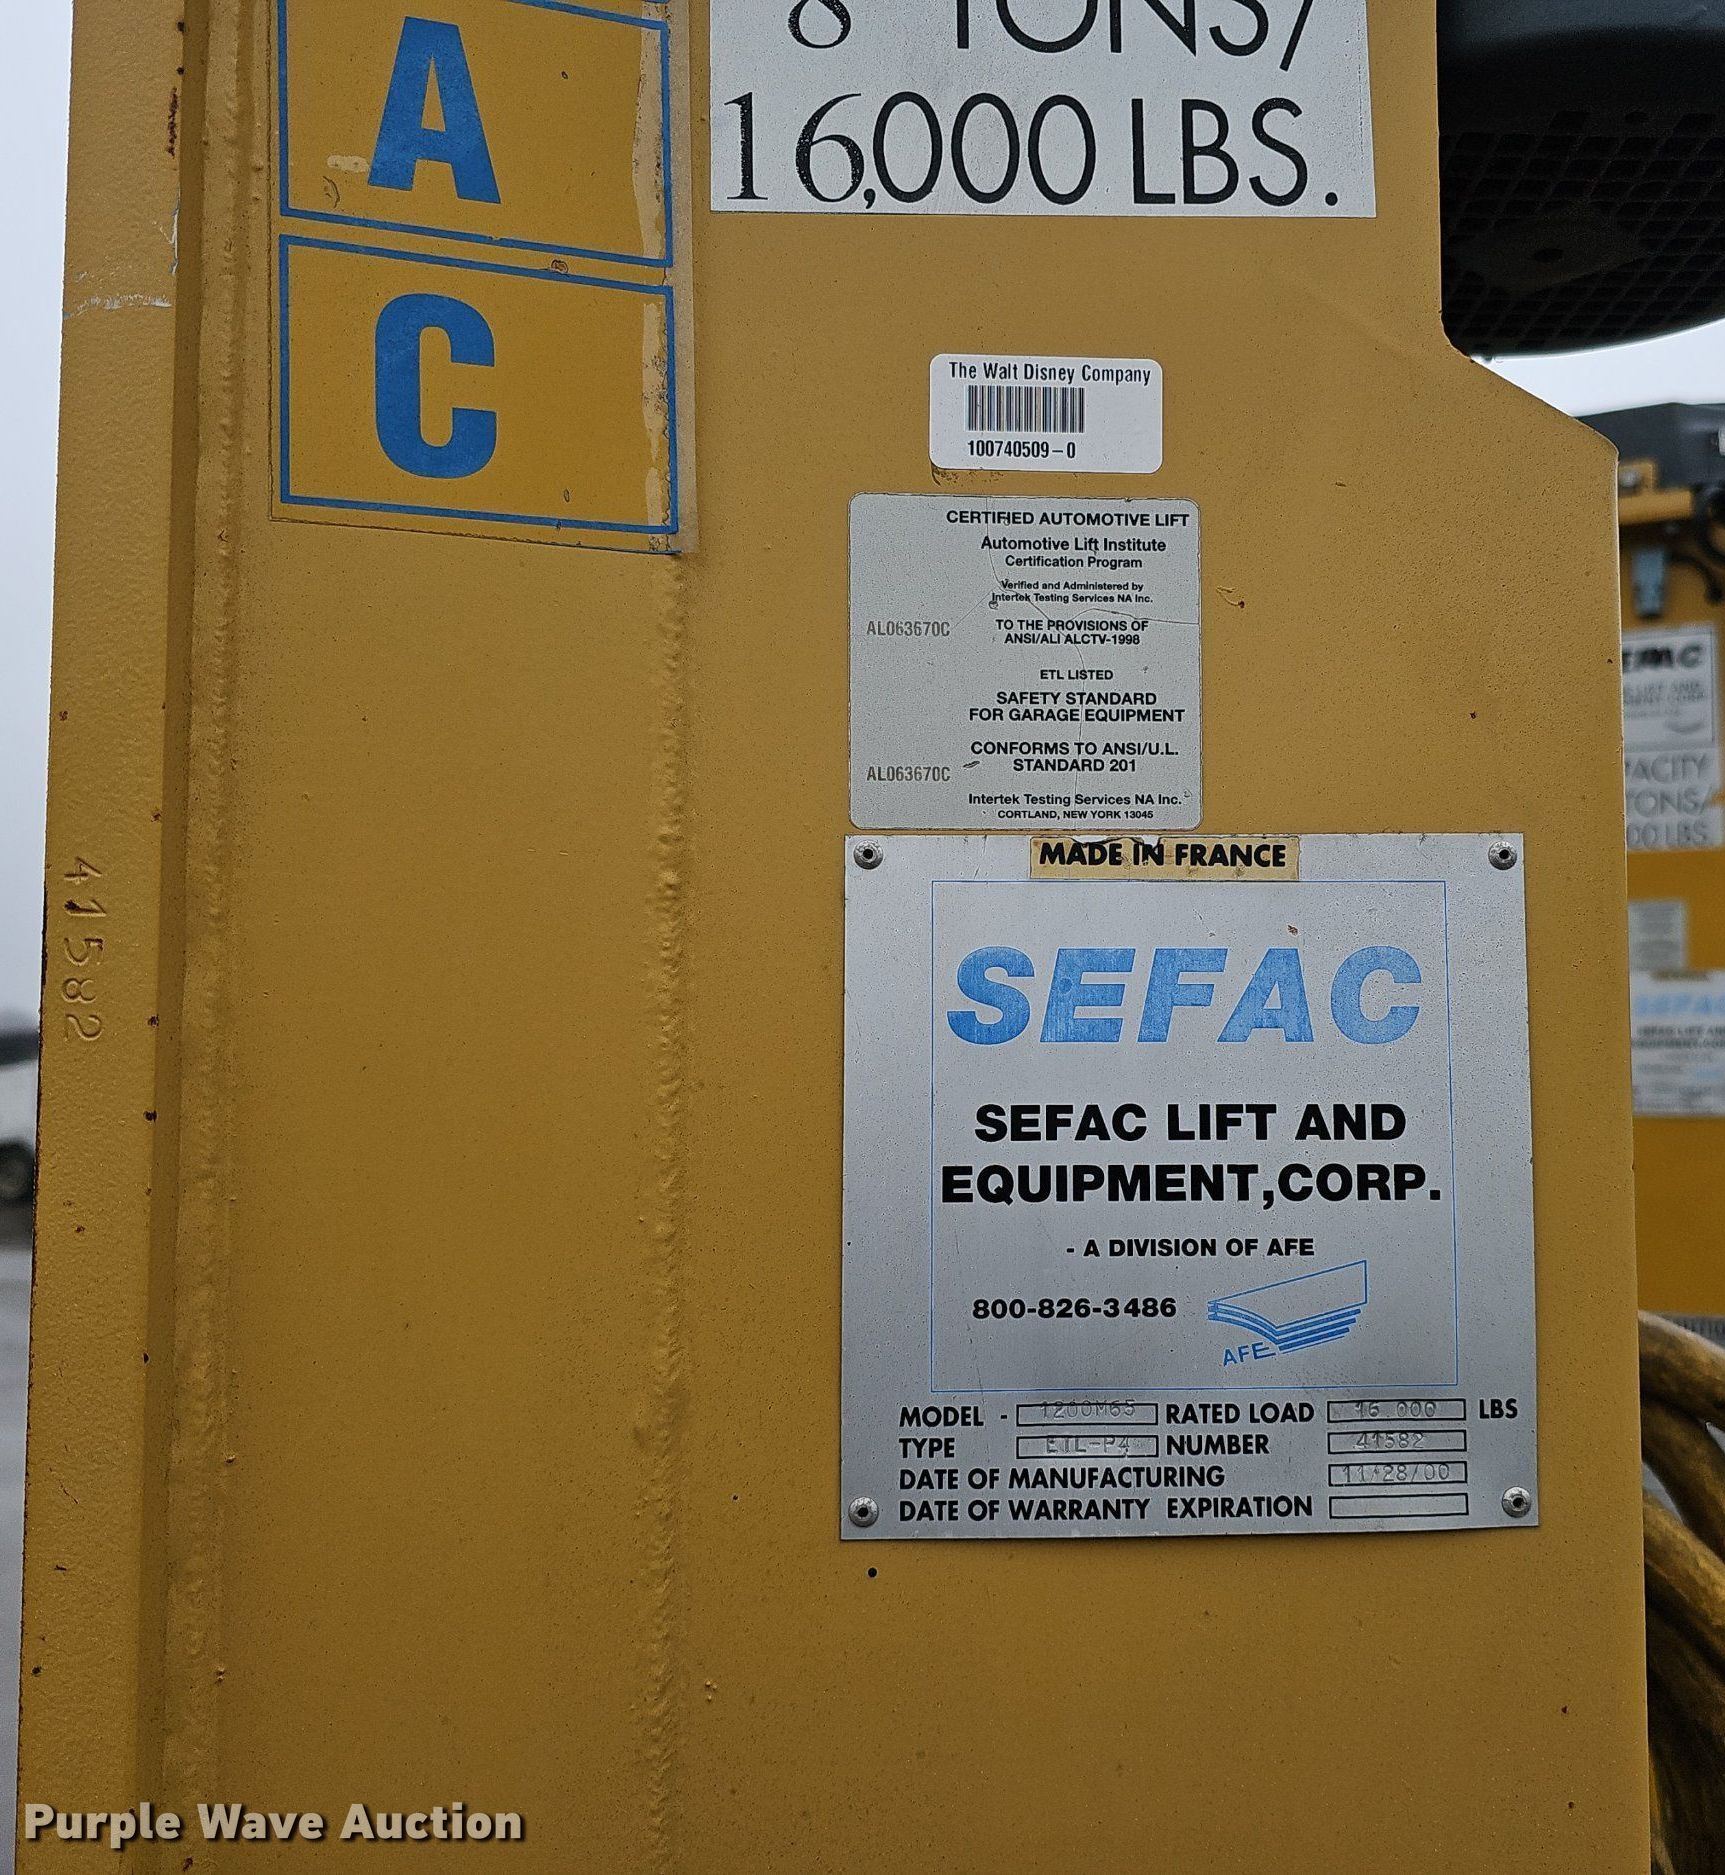 A
C
8 TONS/
16,000 LBS.
The Walt Disney Company
100740509-0
CERTIFIED AUTOMOTIVE LIFT
Automotive Lift Institute
Certification Program
Verified and Administered by
Intertek Testing Services NA Inc.
AL063670C
TO THE PROVISIONS OF
ANSI/ALI ALCTV-1998
ETL LISTED
SAFETY STANDARD
FOR GARAGE EQUIPMENT
CONFORMS TO ANSI/U.L.
STANDARD 201
AL063670C
Intertek Testing Services NA Inc.
CORTLAND, NEW YORK 13045
41582
MADE IN FRANCE
SEFAC
SEFAC LIFT AND
EQUIPMENT,CORP.
- A DIVISION OF AFE
800-826-3486
AFE
MODEL - 1200M65 RATED LOAD 16.000 LBS
TYPE ETL-P4 NUMBER 41582
DATE OF MANUFACTURING 11/28/00
DATE OF WARRANTY EXPIRATION
SEFAC
Purple Wave Auction